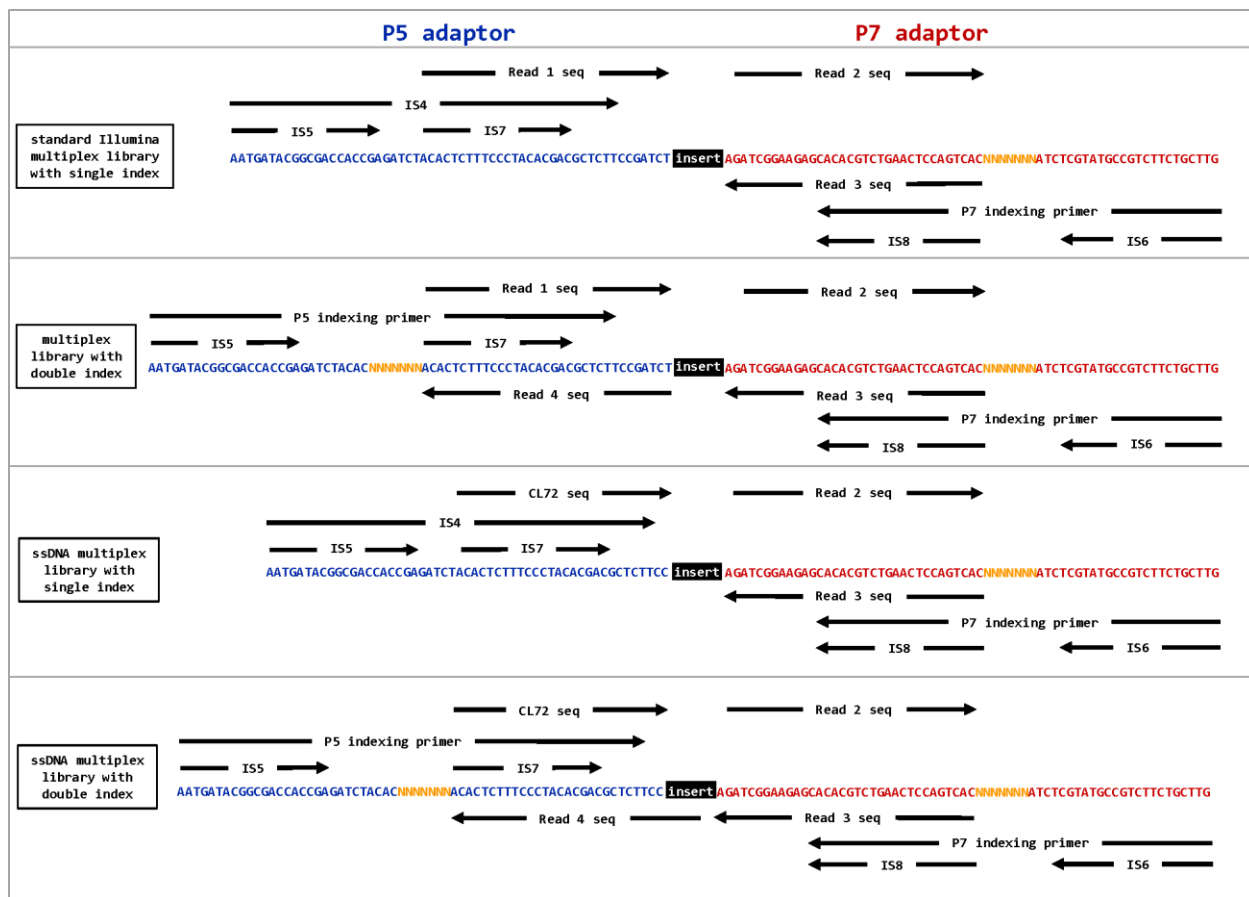 P5 adaptor P7 adaptor
Read 1 seq Read 2 seq
IS4
IS5 IS7
standard Illumina
multiplex library
with single index
AATGATACGGCGACCACCGAGATCTACACTCTTTCCCTACACGACGCTCTTCCGATCT insert AGATCGGAAGAGCACACGTCTGAACTCCAGTCACNNNNNNNATCTCGTATGCCGTCTTCTGCTTG
Read 3 seq
P7 indexing primer
IS8 IS6
Read 1 seq Read 2 seq
P5 indexing primer
IS5 IS7
multiplex
library with
double index
AATGATACGGCGACCACCGAGATCTACACNNNNNNNACACTCTTTCCCTACACGACGCTCTTCCGATCT insert AGATCGGAAGAGCACACGTCTGAACTCCAGTCACNNNNNNNATCTCGTATGCCGTCTTCTGCTTG
Read 4 seq Read 3 seq
P7 indexing primer
IS8 IS6
CL72 seq Read 2 seq
IS4
IS5 IS7
ssDNA multiplex
library with
single index
AATGATACGGCGACCACCGAGATCTACACTCTTTCCCTACACGACGCTCTTCC insert AGATCGGAAGAGCACACGTCTGAACTCCAGTCACNNNNNNNATCTCGTATGCCGTCTTCTGCTTG
Read 3 seq
P7 indexing primer
IS8 IS6
CL72 seq Read 2 seq
P5 indexing primer
IS5 IS7
ssDNA multiplex
library with
double index
AATGATACGGCGACCACCGAGATCTACACNNNNNNNACACTCTTTCCCTACACGACGCTCTTCC insert AGATCGGAAGAGCACACGTCTGAACTCCAGTCACNNNNNNNATCTCGTATGCCGTCTTCTGCTTG
Read 4 seq Read 3 seq
P7 indexing primer
IS8 IS6